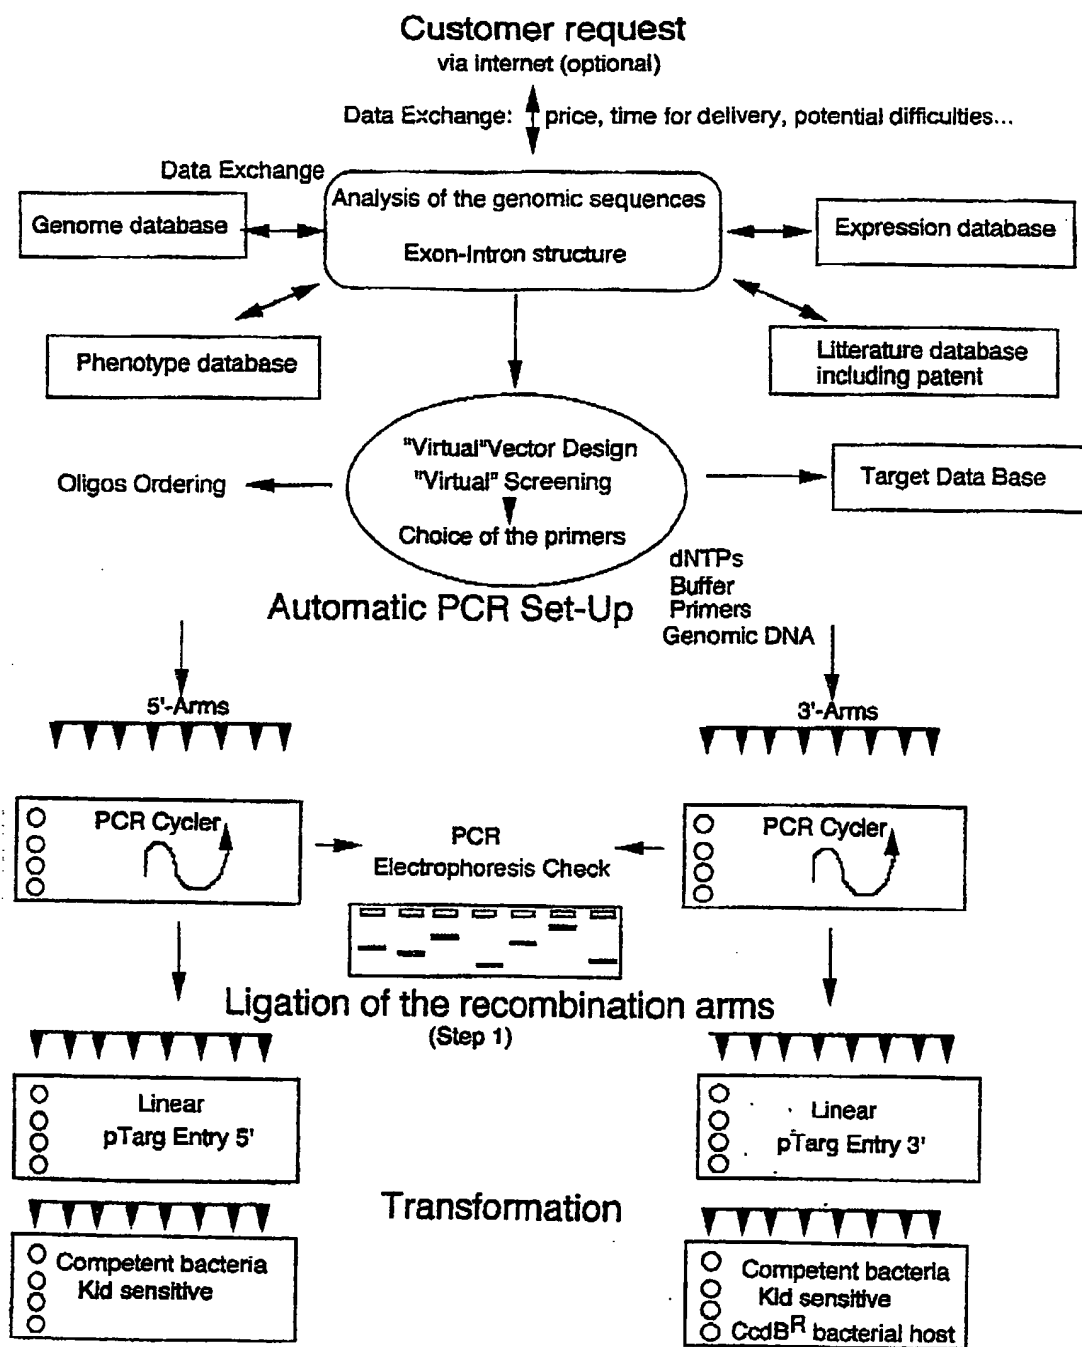 Customer request
via internet (optional)
Data Exchange: price, time for delivery, potential difficulties...
Data Exchange
Genome database
Analysis of the genomic sequences
Exon-Intron structure
Expression database
Phenotype database
Litterature database
including patent
"Virtual"Vector Design
"Virtual" Screening
Choice of the primers
Oligos Ordering
Target Data Base
dNTPs
Buffer
Primers
Genomic DNA
Automatic PCR Set-Up
5'-Arms
3'-Arms
PCR Cycler
PCR
Electrophoresis Check
PCR Cycler
Ligation of the recombination arms
(Step 1)
Linear
pTarg Entry 5'
Linear
pTarg Entry 3'
Transformation
Competent bacteria
Kid sensitive
Competent bacteria
Kid sensitive
CcdBR bacterial host